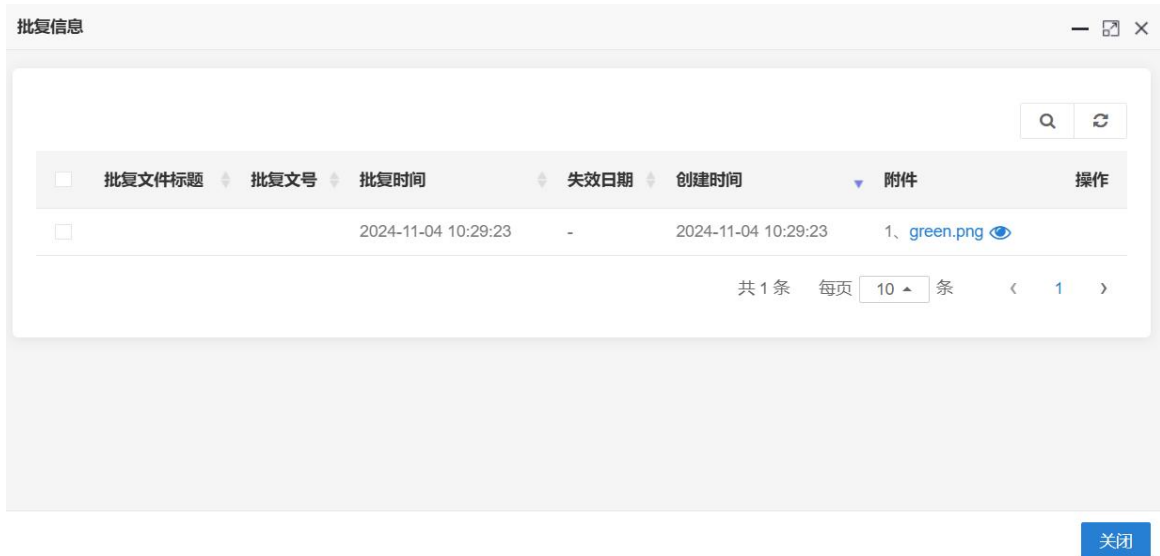 批复信息
批复文件标题 批复文号 批复时间 失效日期 创建时间 附件 操作
2024-11-04 10:29:23 - 2024-11-04 10:29:23 1、green.png
共 1 条 每页 10 条 1
关闭